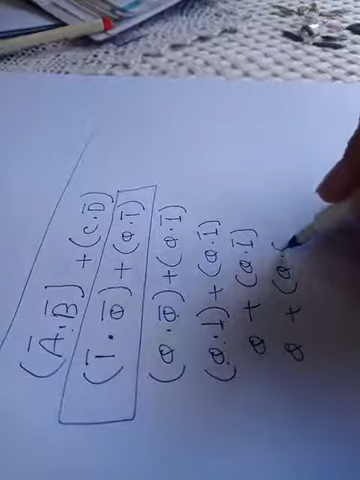 (A̅.B̅) + (C.D̅)
(1̅.0̅) + (0.1̅)
(0.0̅) + (0.1̅)
(0.1) + (0.1̅)
0 + (0.1̅)
0 + (0.